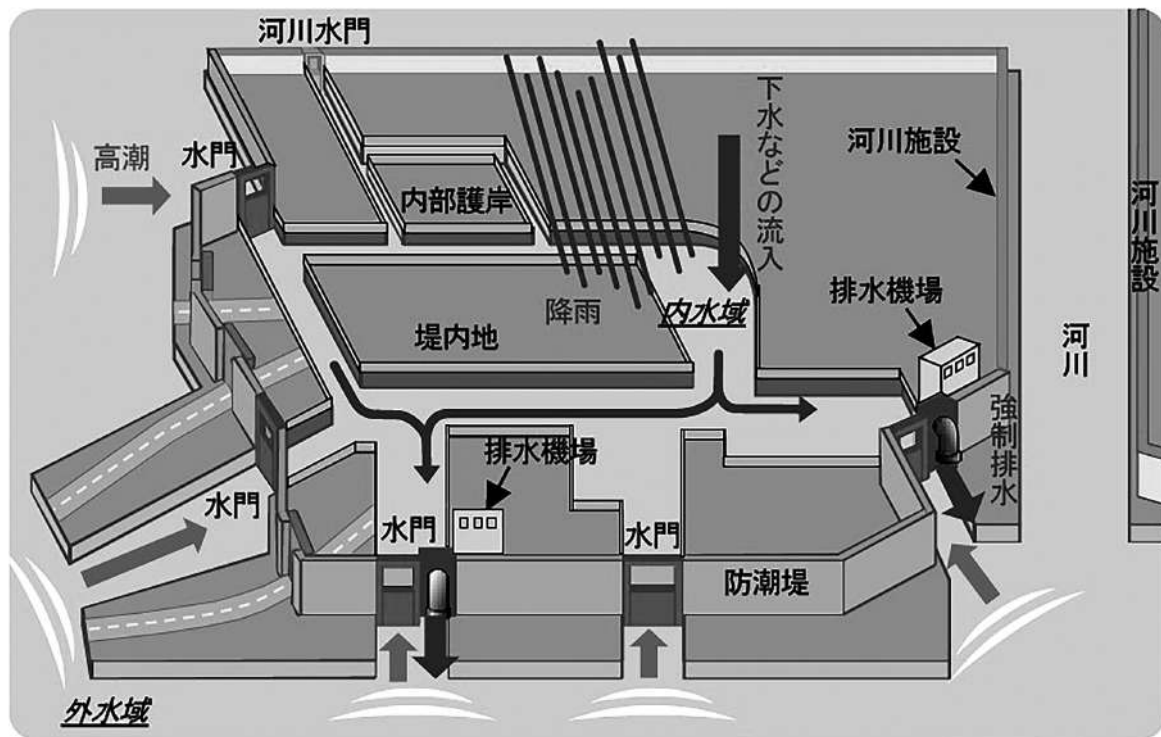 河川水門
高潮
水門
内部護岸
下水などの流入
河川施設
河川施設
降雨
内水域
排水機場
堤内地
河川
強制排水
排水機場
水門
水門
水門
防潮堤
外水域